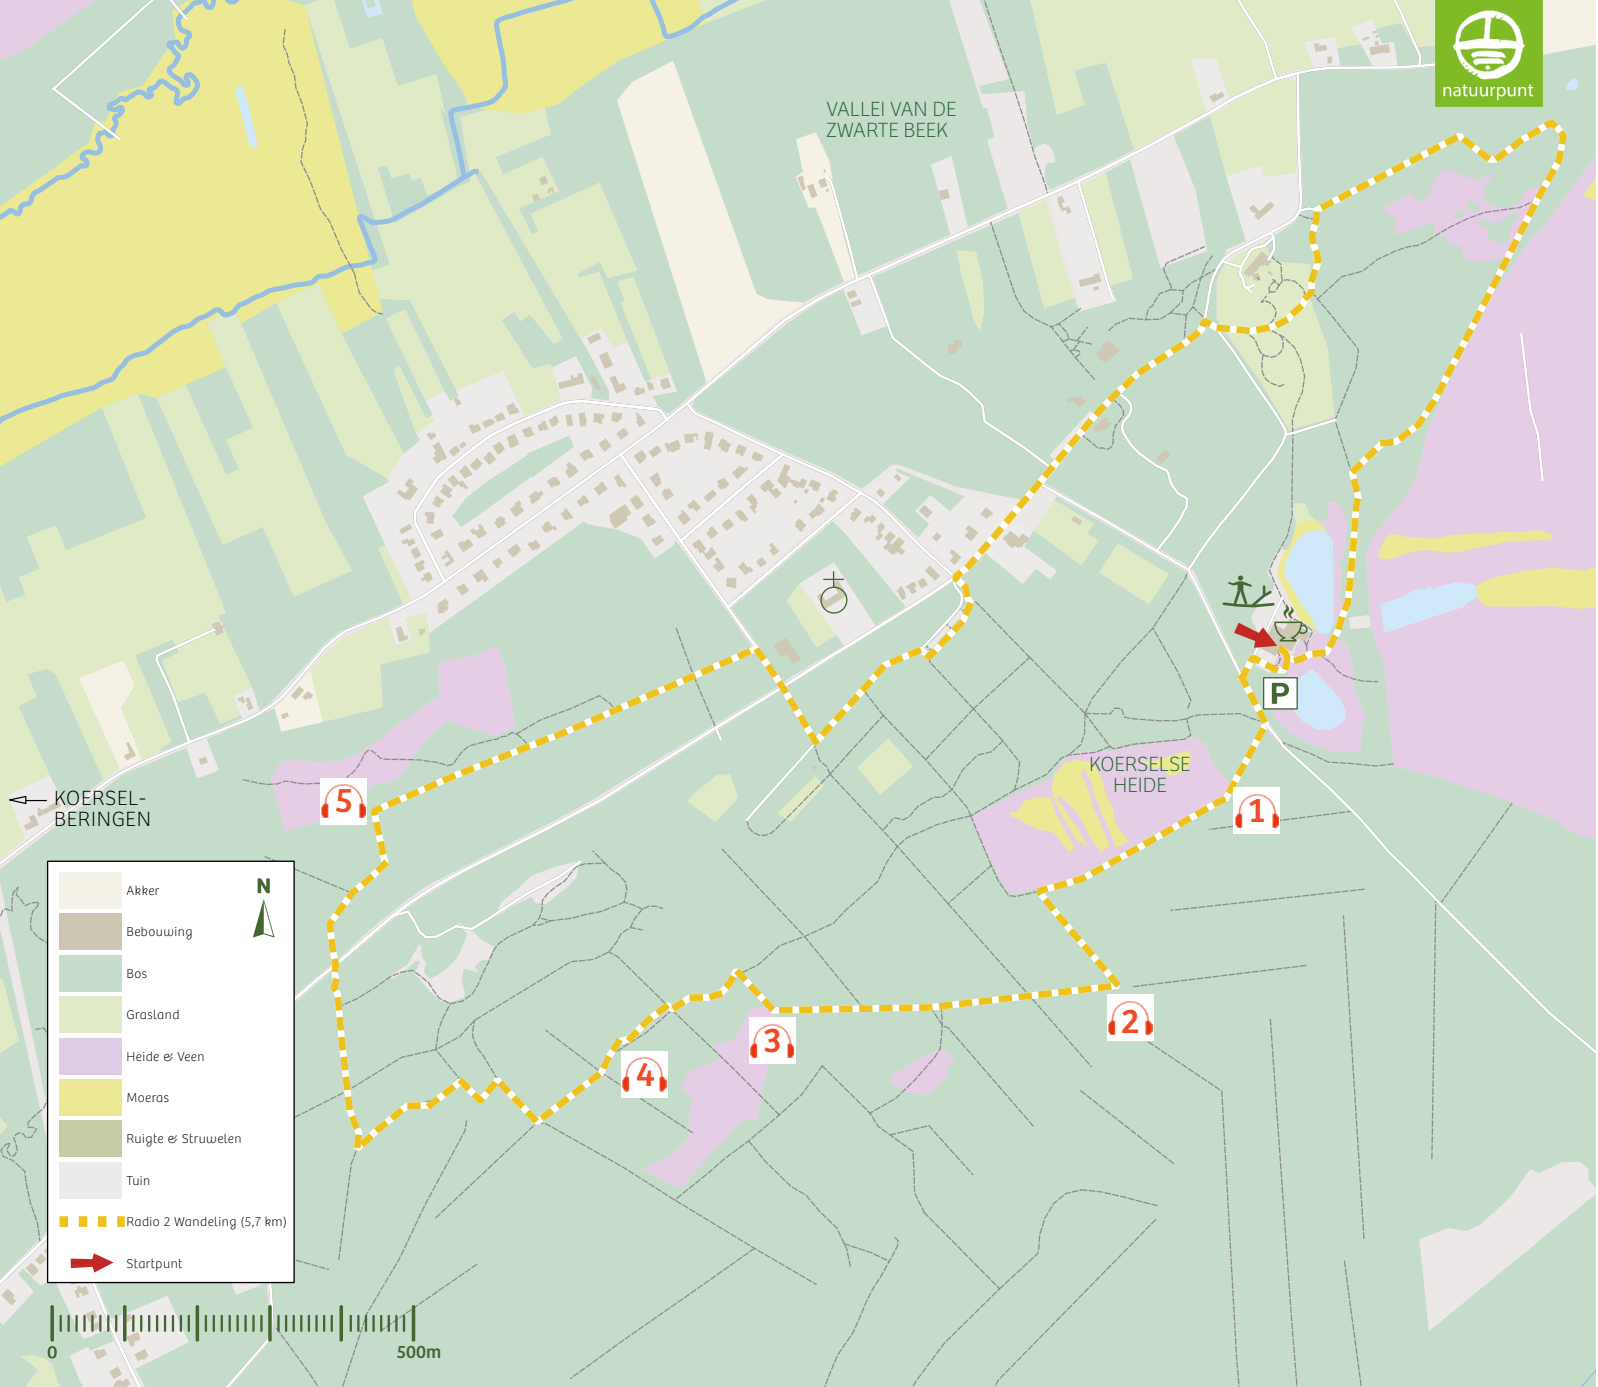 natuurpunt
VALLEI VAN DE
ZWARTE BEEK
P
KOERSELSE
HEIDE
1
2
3
4
5
KOERSEL-
BERINGEN
N
Akker
Bebouwing
Bos
Grasland
Heide & Veen
Moeras
Ruigte & Struwelen
Tuin
Radio 2 Wandeling (5,7 km)
Startpunt
0 500m